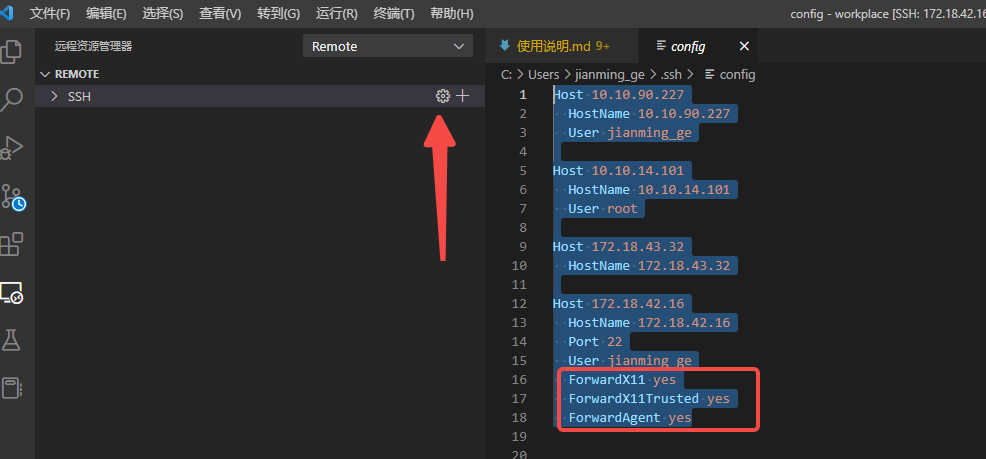 文件(F) 编辑(E) 选择(S) 查看(V) 转到(G) 运行(R) 终端(T) 帮助(H) config - workplace [SSH: 172.18.42.16
远程资源管理器 Remote
使用说明.md 9+ config
REMOTE
C: > Users > jianming_ge > .ssh > config
SSH
1 Host 10.10.90.227
2 HostName 10.10.90.227
3 User jianming_ge
4
5 Host 10.10.14.101
6 HostName 10.10.14.101
7 User root
8
9 Host 172.18.43.32
10 HostName 172.18.43.32
11
12 Host 172.18.42.16
13 HostName 172.18.42.16
14 Port 22
15 User jianming_ge
16 ForwardX11 yes
17 ForwardX11Trusted yes
18 ForwardAgent yes
19
20